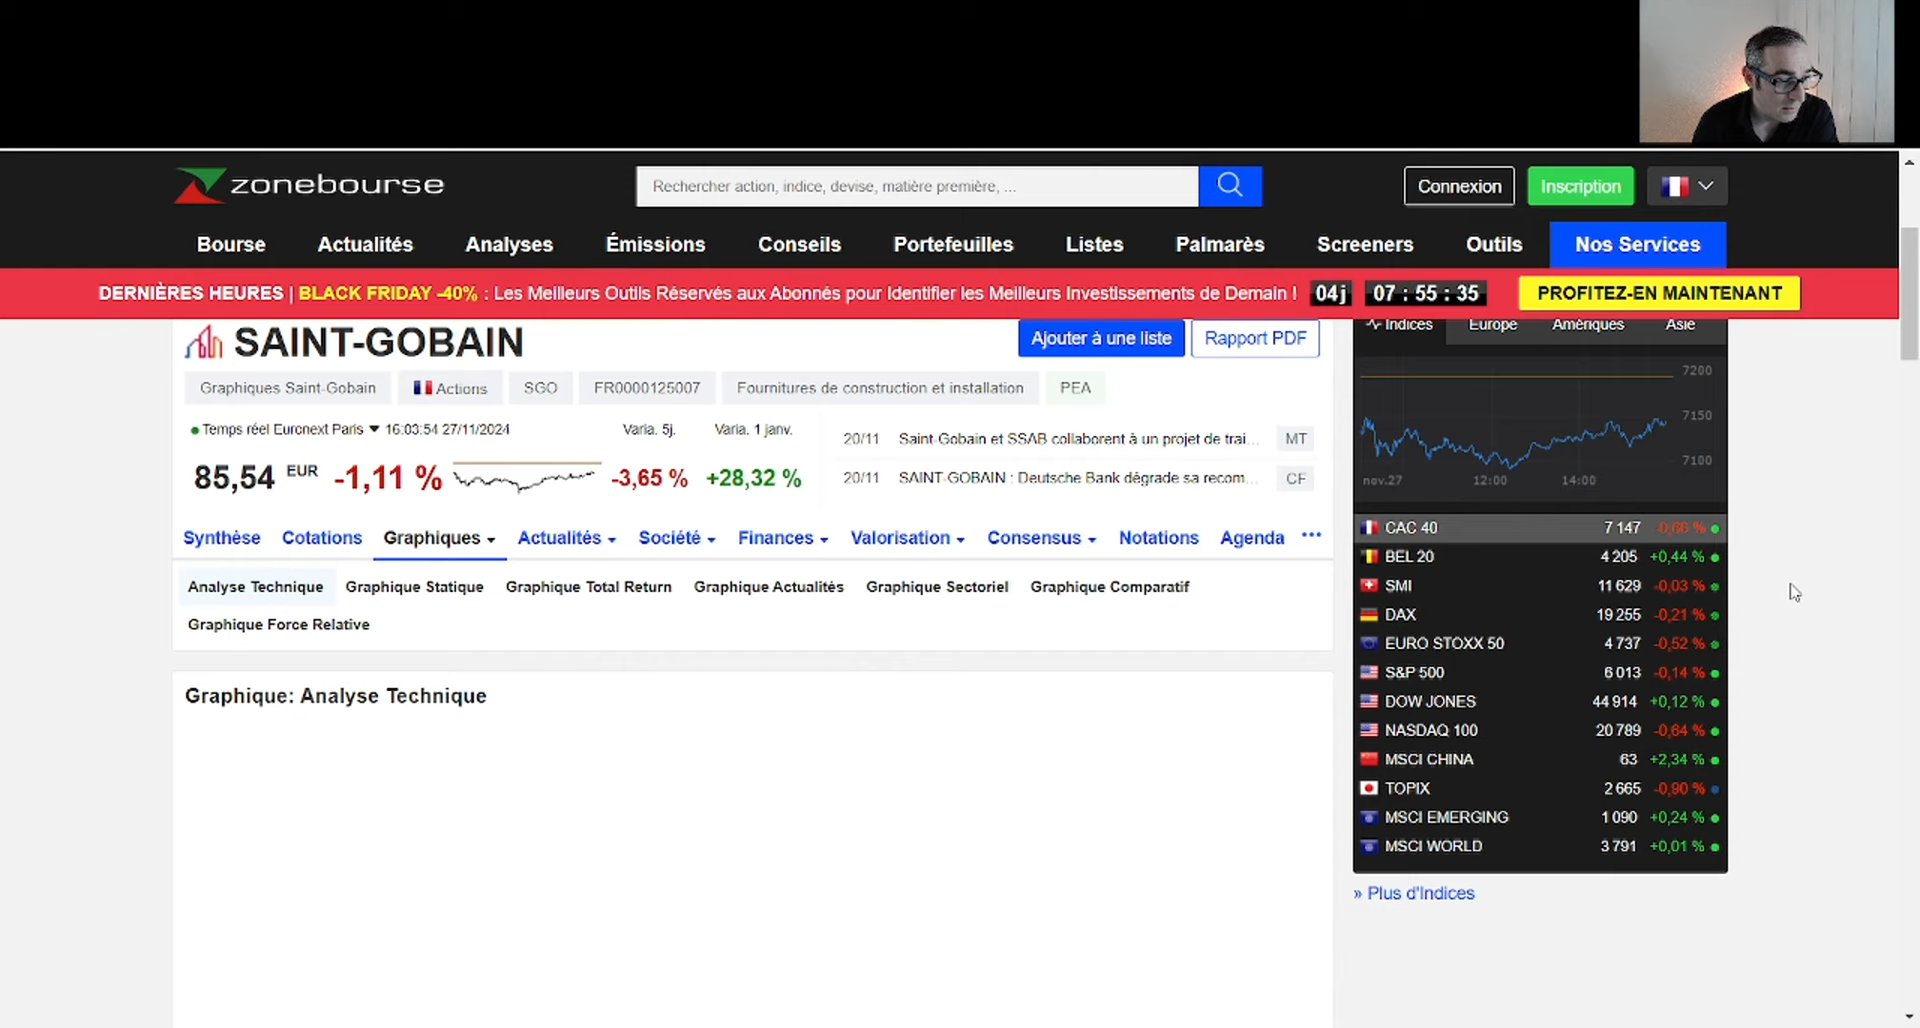 zonebourse
Rechercher action, indice, devise, matière première, ...
Connexion
Inscription
Bourse Actualités Analyses Émissions Conseils Portefeuilles Listes Palmarès Screeners Outils Nos Services
DERNIÈRES HEURES | BLACK FRIDAY -40% : Les Meilleurs Outils Réservés aux Abonnés pour Identifier les Meilleurs Investissements de Demain ! 04j 07 : 55 : 35 PROFITEZ-EN MAINTENANT
SAINT-GOBAIN
Ajouter à une liste
Rapport PDF
Graphiques Saint-Gobain Actions SGO FR0000125007 Fournitures de construction et installation PEA
Temps réel Euronext Paris 16:03:54 27/11/2024 Varia. 5j. Varia. 1 janv.
85,54 EUR -1,11 % -3,65 % +28,32 %
20/11 Saint-Gobain et SSAB collaborent à un projet de trai... MT
20/11 SAINT-GOBAIN : Deutsche Bank dégrade sa recom... CF
Synthèse Cotations Graphiques Actualités Société Finances Valorisation Consensus Notations Agenda ...
Analyse Technique Graphique Statique Graphique Total Return Graphique Actualités Graphique Sectoriel Graphique Comparatif
Graphique Force Relative
Graphique: Analyse Technique
Indices Europe Amériques Asie
7200
7150
7100
nov.27 12:00 14:00
CAC 40 7 147 -0,66 %
BEL 20 4 205 +0,44 %
SMI 11 629 -0,03 %
DAX 19 255 -0,21 %
EURO STOXX 50 4 737 -0,52 %
S&P 500 6 013 -0,14 %
DOW JONES 44 914 +0,12 %
NASDAQ 100 20 789 -0,64 %
MSCI CHINA 63 +2,34 %
TOPIX 2 665 -0,90 %
MSCI EMERGING 1 090 +0,24 %
MSCI WORLD 3 791 +0,01 %
» Plus d'Indices